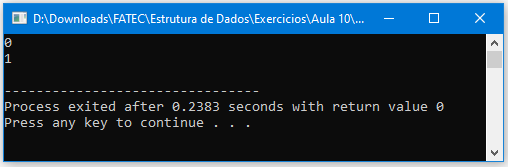 D:\Downloads\FATEC\Estrutura de Dados\Exercicios\Aula 10\...
0
1
--------------------------------
Process exited after 0.2383 seconds with return value 0
Press any key to continue . . .